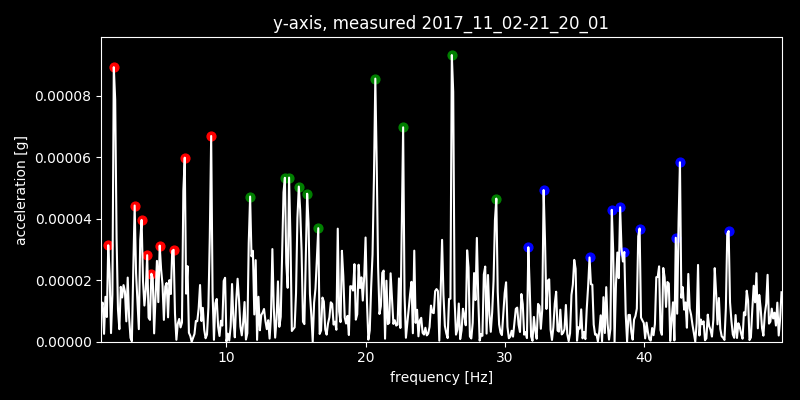 y-axis, measured 2017_11_02-21_20_01
acceleration [g]
0.00008
0.00006
0.00004
0.00002
0.00000
10 20 30 40
frequency [Hz]